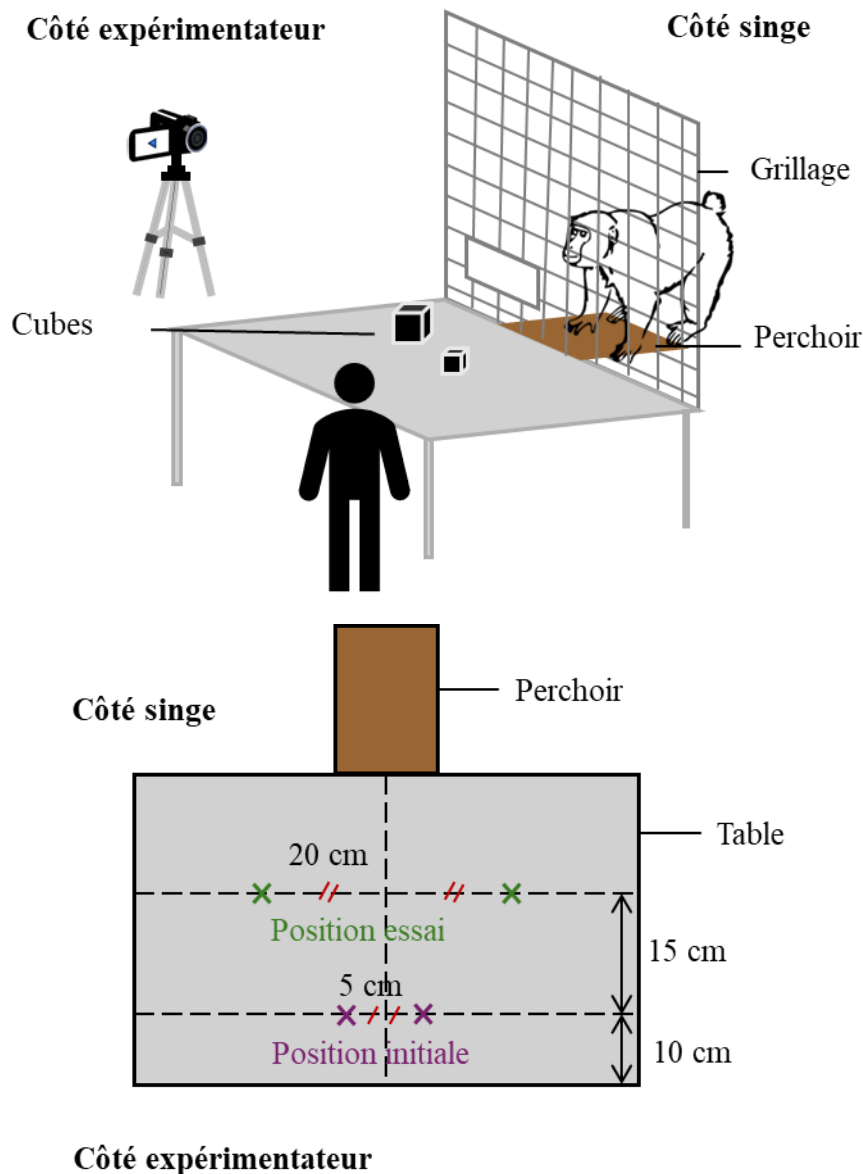 Côté expérimentateur
Côté singe
Grillage
Cubes
Perchoir
Perchoir
Côté singe
Table
20 cm
Position essai
15 cm
5 cm
Position initiale
10 cm
Côté expérimentateur